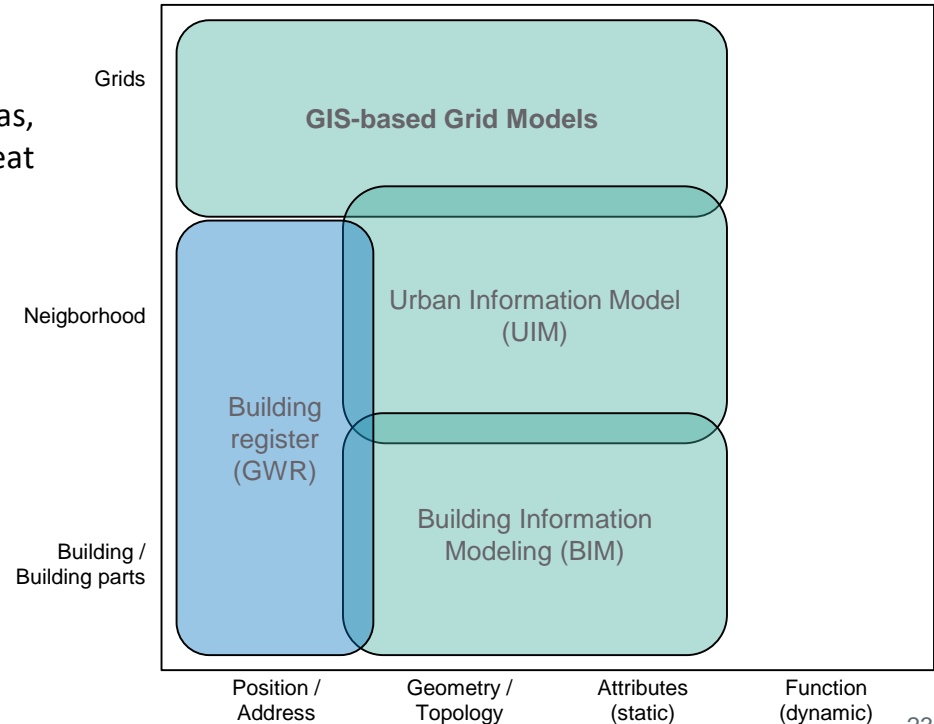 Grids
as,
eat
GIS-based Grid Models
Neigborhood
Urban Information Model
(UIM)
Building
register
(GWR)
Building Information
Modeling (BIM)
Building /
Building parts
Position /
Address
Geometry /
Topology
Attributes
(static)
Function
(dynamic)